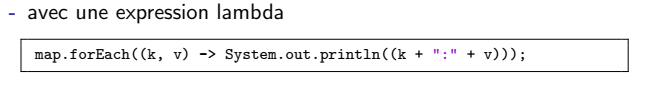 - avec une expression lambda
map.forEach((k, v) -> System.out.println((k + ":" + v)));